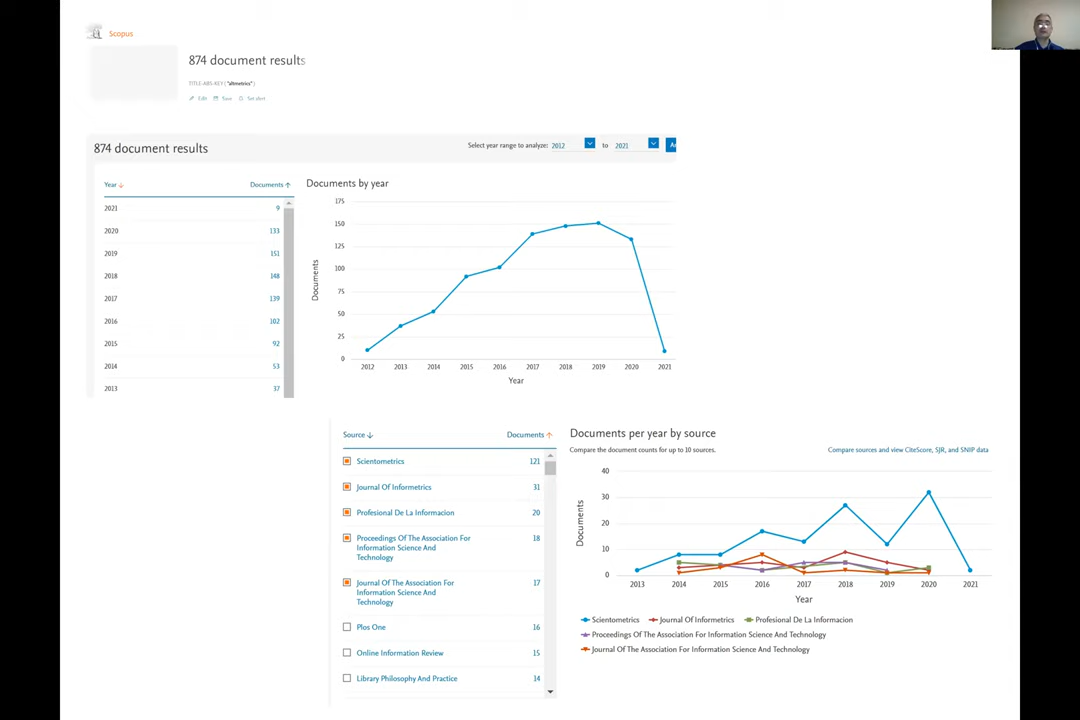 Scopus
874 document results
TITLE-ABS-KEY ( "altmetrics" )
Edit Save Set alert
874 document results
Select year range to analyze: 2012 to 2021
Year Documents
2021 9
2020 133
2019 151
2018 148
2017 139
2016 102
2015 92
2014 53
2013 37
Documents by year
175
150
125
100
75
50
25
0
Documents
2012 2013 2014 2015 2016 2017 2018 2019 2020 2021
Year
Source Documents
Scientometrics 121
Journal Of Informetrics 31
Profesional De La Informacion 20
Proceedings Of The Association For 18
Information Science And
Technology
Journal Of The Association For 17
Information Science And
Technology
Plos One 16
Online Information Review 15
Library Philosophy And Practice 14
Documents per year by source
Compare the document counts for up to 10 sources.
Compare sources and view CiteScore, SJR, and SNIP data
40
30
20
10
0
Documents
2013 2014 2015 2016 2017 2018 2019 2020 2021
Year
Scientometrics Journal Of Informetrics Profesional De La Informacion
Proceedings Of The Association For Information Science And Technology
Journal Of The Association For Information Science And Technology